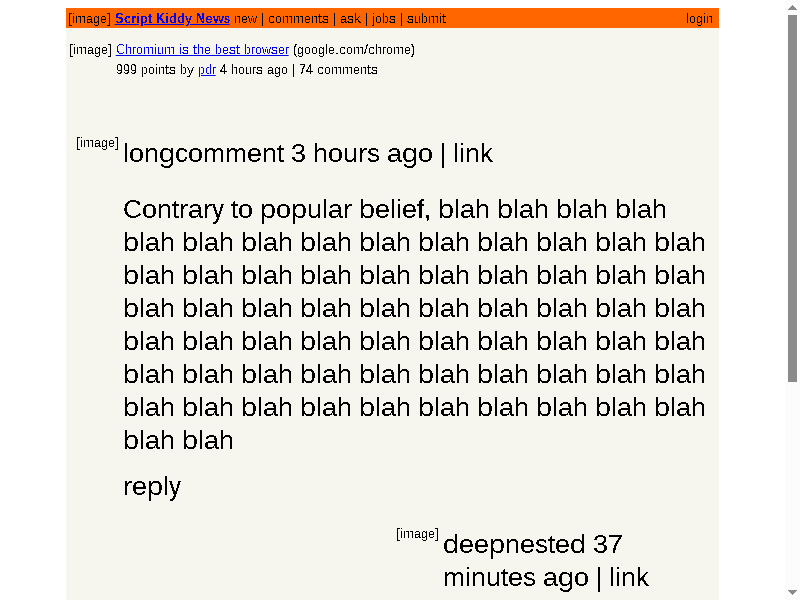 [image] Script Kiddy News new | comments | ask | jobs | submit login
[image] Chromium is the best browser (google.com/chrome)
999 points by pdr 4 hours ago | 74 comments
[image] longcomment 3 hours ago | link
Contrary to popular belief, blah blah blah blah
blah blah blah blah blah blah blah blah blah blah
blah blah blah blah blah blah blah blah blah blah
blah blah blah blah blah blah blah blah blah blah
blah blah blah blah blah blah blah blah blah blah
blah blah blah blah blah blah blah blah blah blah
blah blah blah blah blah blah blah blah blah blah
blah blah
reply
[image] deepnested 37
minutes ago | link